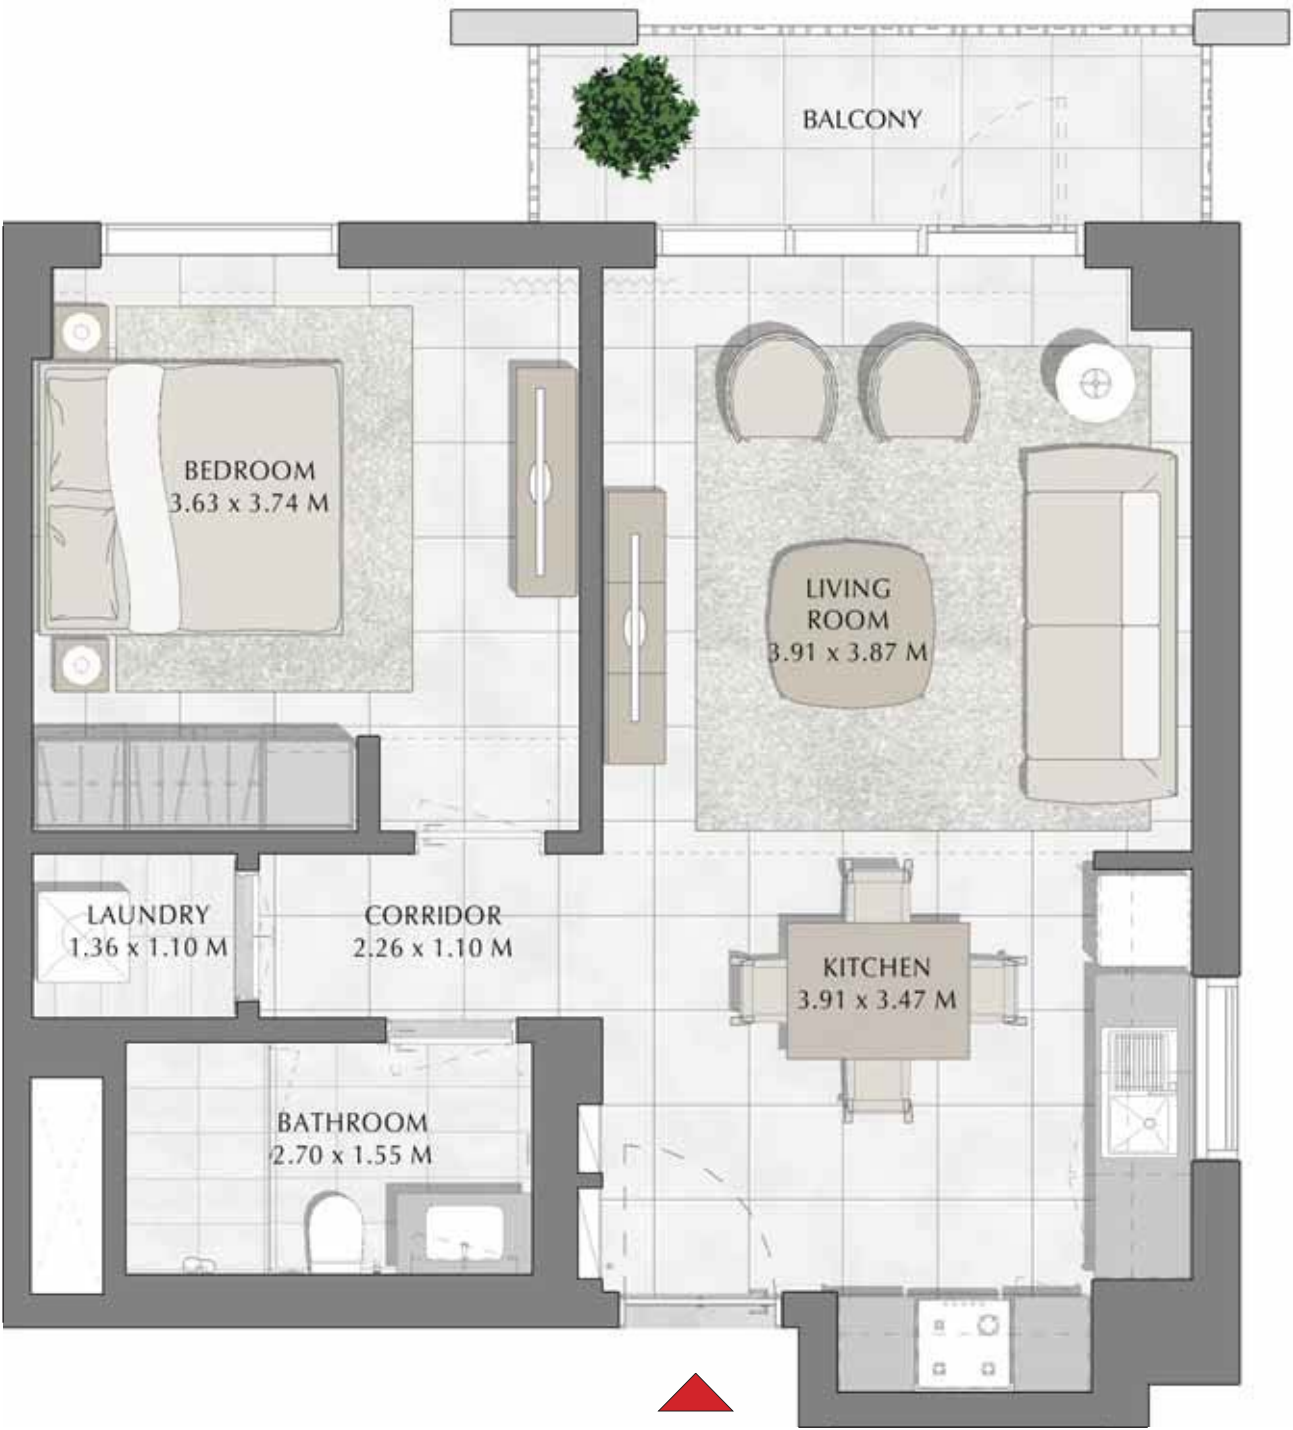 BALCONY
BEDROOM
3.63 x 3.74 M
LIVING
ROOM
3.91 x 3.87 M
LAUNDRY
1.36 x 1.10 M
CORRIDOR
2.26 x 1.10 M
KITCHEN
3.91 x 3.47 M
BATHROOM
2.70 x 1.55 M